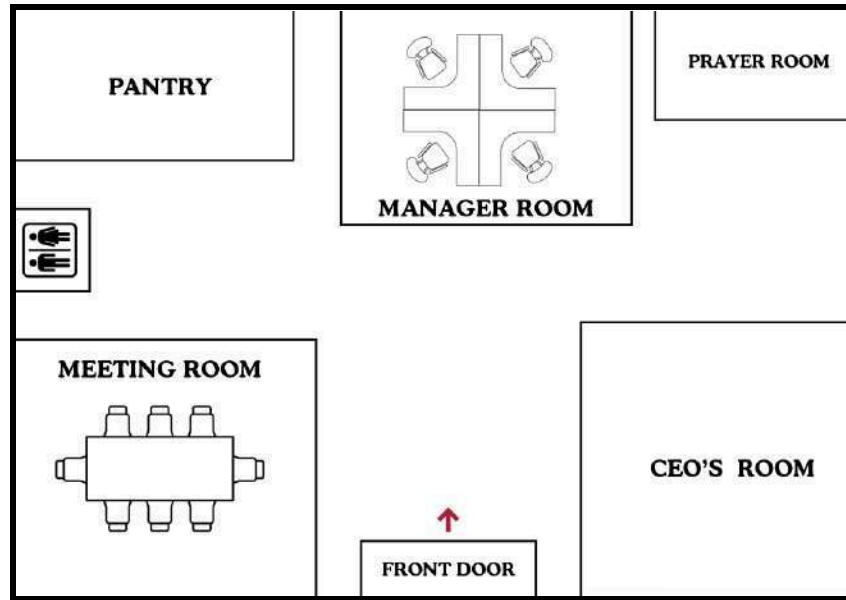 PANTRY
PRAYER ROOM
MANAGER ROOM
MEETING ROOM
CEO'S ROOM
FRONT DOOR